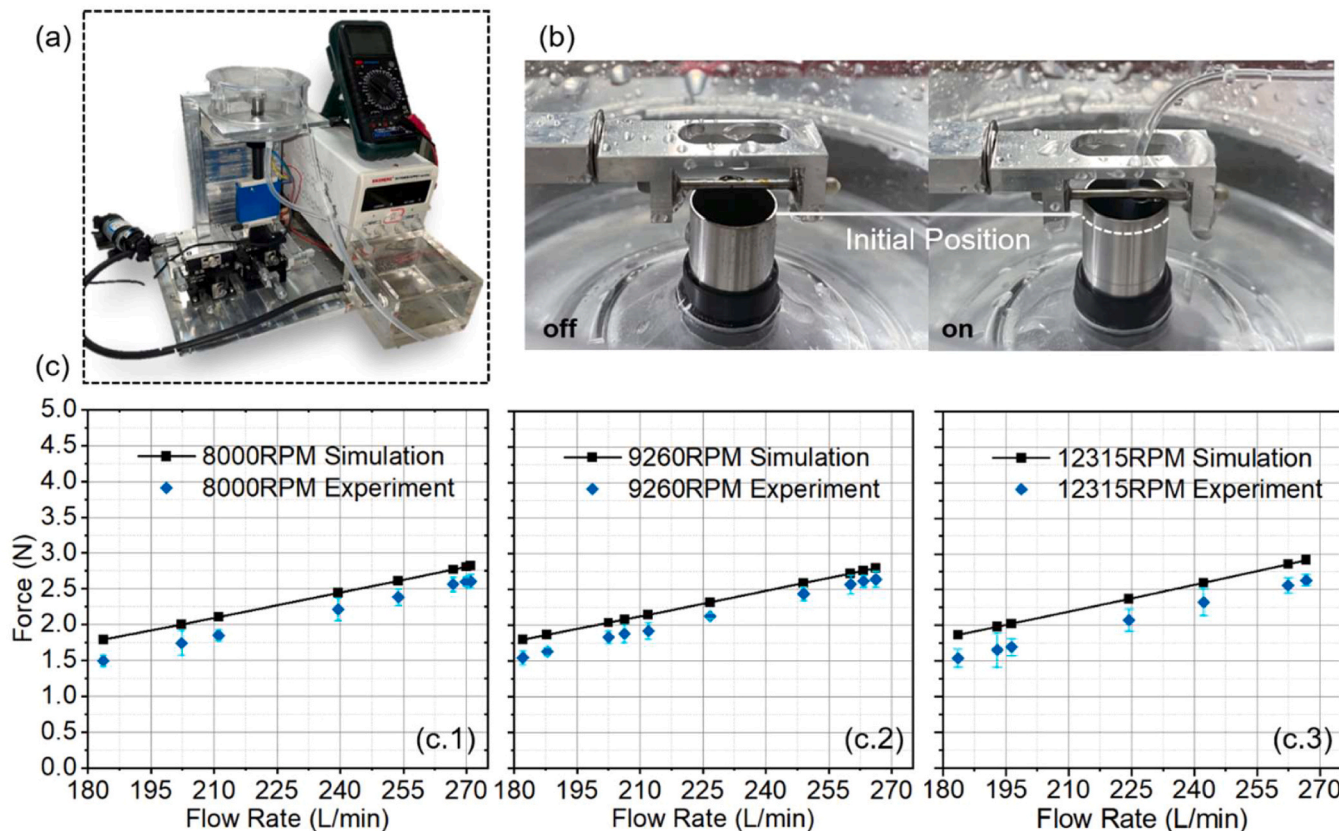 (a)
(b)
Initial Position
off
on
(c)
5.0
4.5
4.0
3.5
3.0
2.5
2.0
1.5
1.0
0.5
0.0
Force (N)
8000RPM Simulation
8000RPM Experiment
(c.1)
180 195 210 225 240 255 270
Flow Rate (L/min)
9260RPM Simulation
9260RPM Experiment
(c.2)
180 195 210 225 240 255 270
Flow Rate (L/min)
12315RPM Simulation
12315RPM Experiment
(c.3)
180 195 210 225 240 255 270
Flow Rate (L/min)